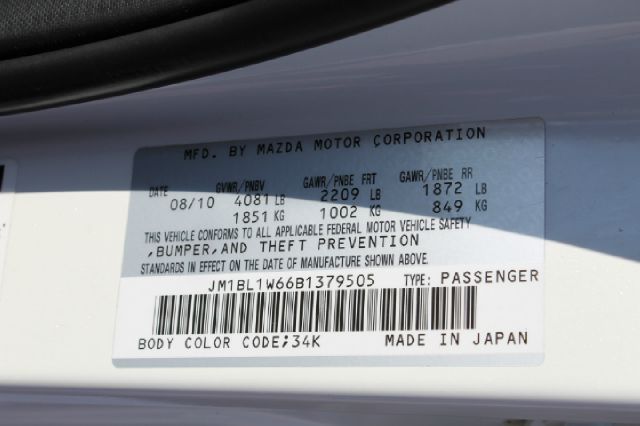 MFD. BY MAZDA MOTOR CORPORATION
DATE GVWR/PNBV GAWR/PNBE FRT GAWR/PNBE RR
08/10 4081 LB 2209 LB 1872 LB
1851 KG 1002 KG 849 KG
THIS VEHICLE CONFORMS TO ALL APPLICABLE FEDERAL MOTOR VEHICLE SAFETY
,BUMPER,AND THEFT PREVENTION
STANDARDS IN EFFECT ON THE DATE OF MANUFACTURE SHOWN ABOVE.
JM1BL1W66B1379505 TYPE: PASSENGER
BODY COLOR CODE;34K MADE IN JAPAN